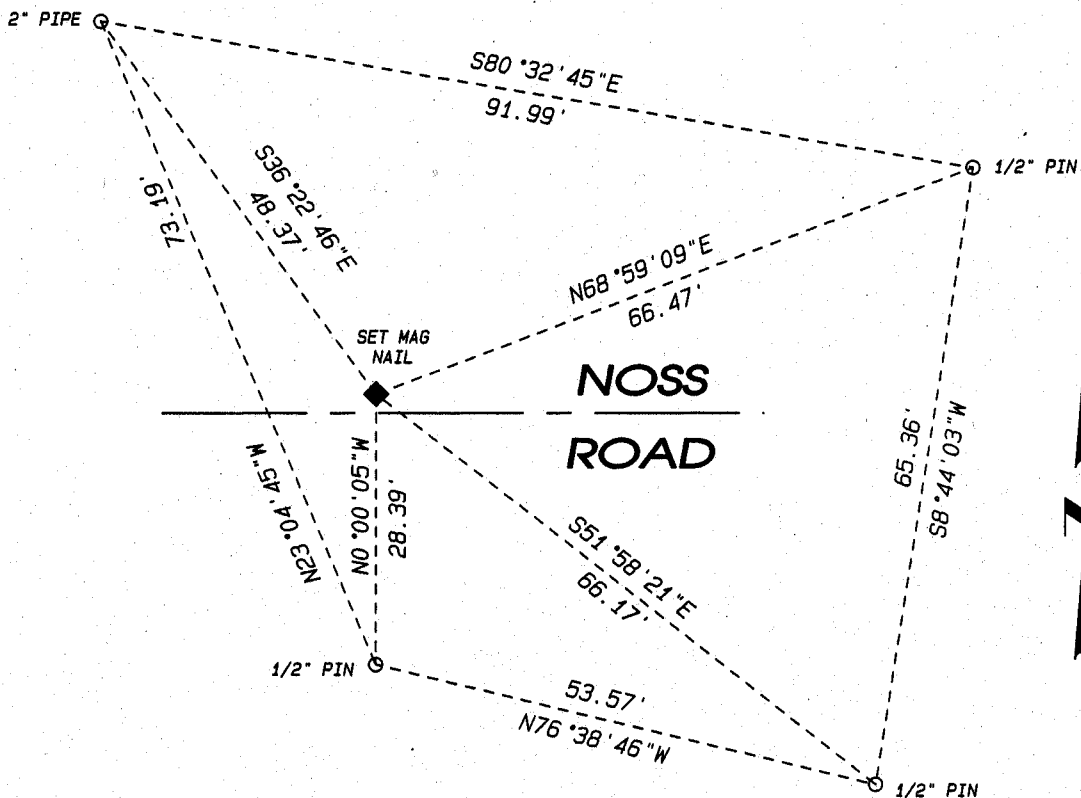 2" PIPE
S80°32'45"E
91.99'
1/2" PIN
S36°22'46"E
48.37'
73.19'
N68°59'09"E
66.47'
SET MAG
NAIL
NOSS
ROAD
N0°00'05"W
28.39'
65.36'
S8°44'03"W
N23°04'45"W
S51°58'21"E
66.17'
1/2" PIN
53.57'
N76°38'46"W
1/2" PIN